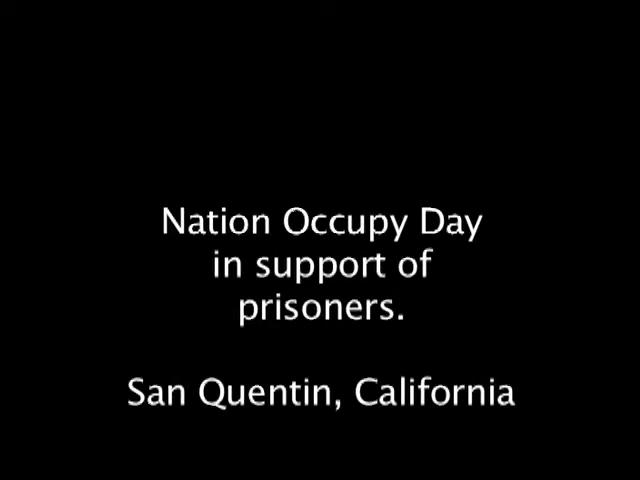 Nation Occupy Day
in support of
prisoners.
San Quentin, California